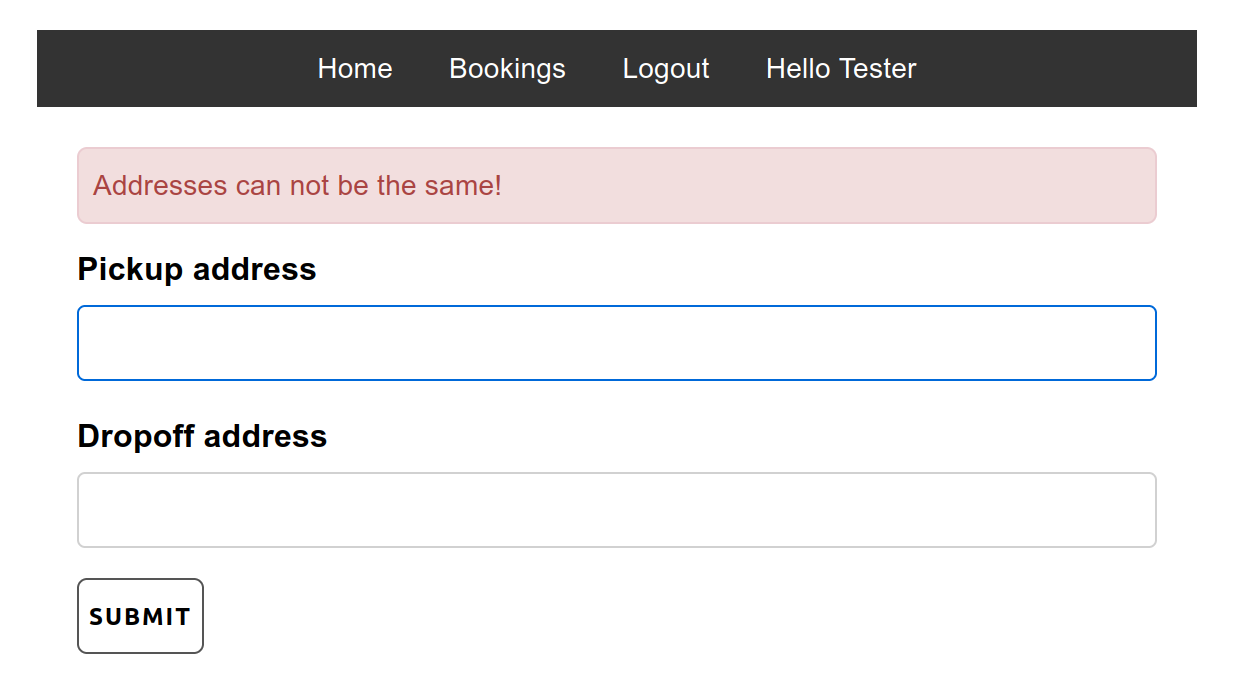 Home Bookings Logout Hello Tester
Addresses can not be the same!
Pickup address
Dropoff address
SUBMIT